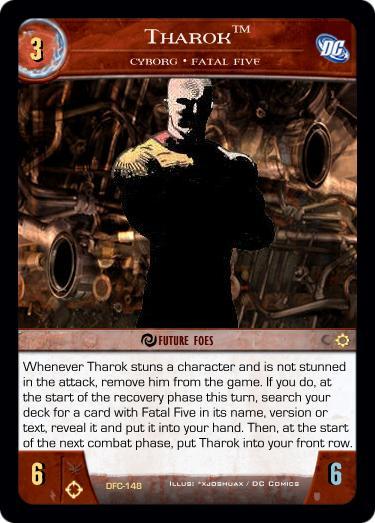 3
THAROK™
DC
CYBORG • FATAL FIVE
FUTURE FOES
Whenever Tharok stuns a character and is not stunned
in the attack, remove him from the game. If you do, at
the start of the recovery phase this turn, search your
deck for a card with Fatal Five in its name, version or
text, reveal it and put it into your hand. Then, at the start
of the next combat phase, put Tharok into your front row.
6
DFC-148
Illus: *xjoshuax / DC Comics
6